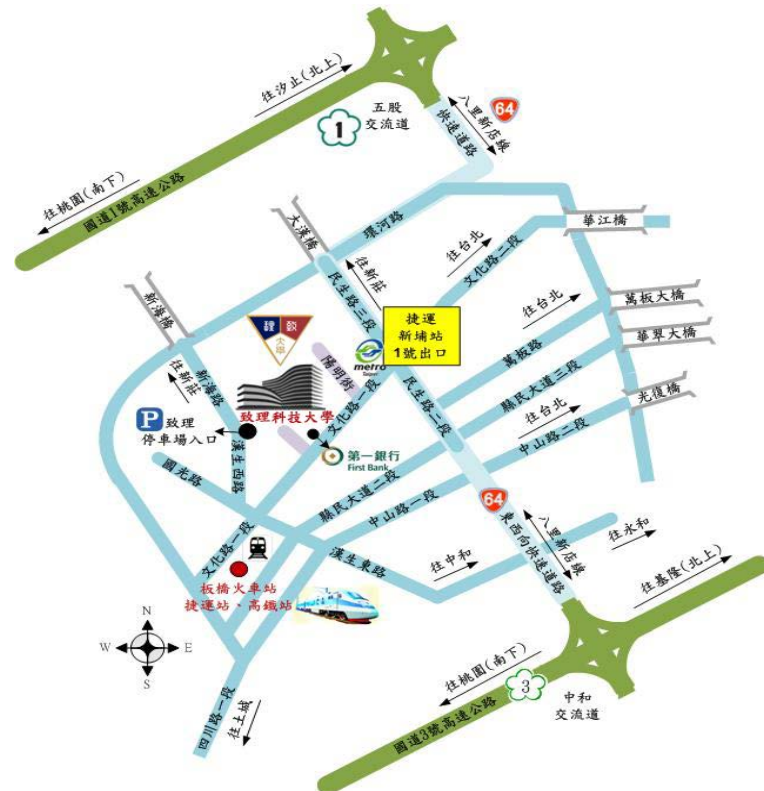 往汐止(北上)
五股
交流道
1
64
八里新店線
快速道路
往桃園(南下)
國道1號高速公路
大漢橋
環河路
華江橋
往台北
文化路二段
往新莊
民生路三段
新海橋
捷運
新埔站
1號出口
往台北
萬板大橋
致理
大學
陽明街
metro
Taipei
萬板路
華翠大橋
往新莊
新海路
文化路一段
民生路二段
縣民大道三段
往台北
光復橋
致理科技大學
P 致理
停車場入口
中山路二段
第一銀行
First Bank
漢生西路
國光路
縣民大道二段
中山路一段
64
東西向快速道路
八里新店線
文化路一段
漢生東路
往中和
往永和
板橋火車站
捷運站、高鐵站
往基隆(北上)
N
W
E
S
往桃園(南下)
3
中和
交流道
四川路一段
往土城
國道3號高速公路